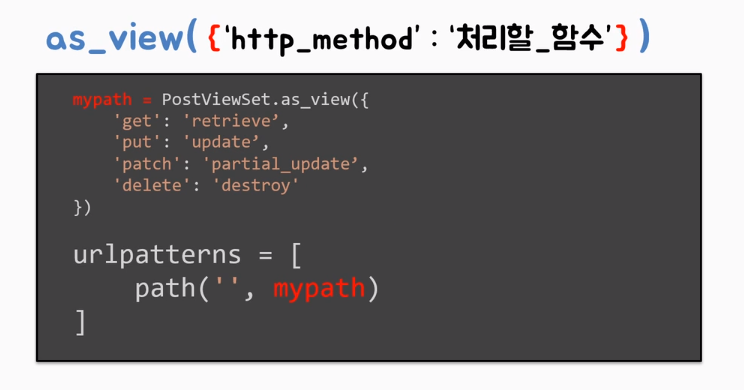 as_view( {‘http_method’ : ‘처리할_함수’} )
mypath = PostViewSet.as_view({
'get': 'retrieve’,
'put': 'update’,
'patch': 'partial_update’,
'delete': 'destroy'
})
urlpatterns = [
path('', mypath)
]